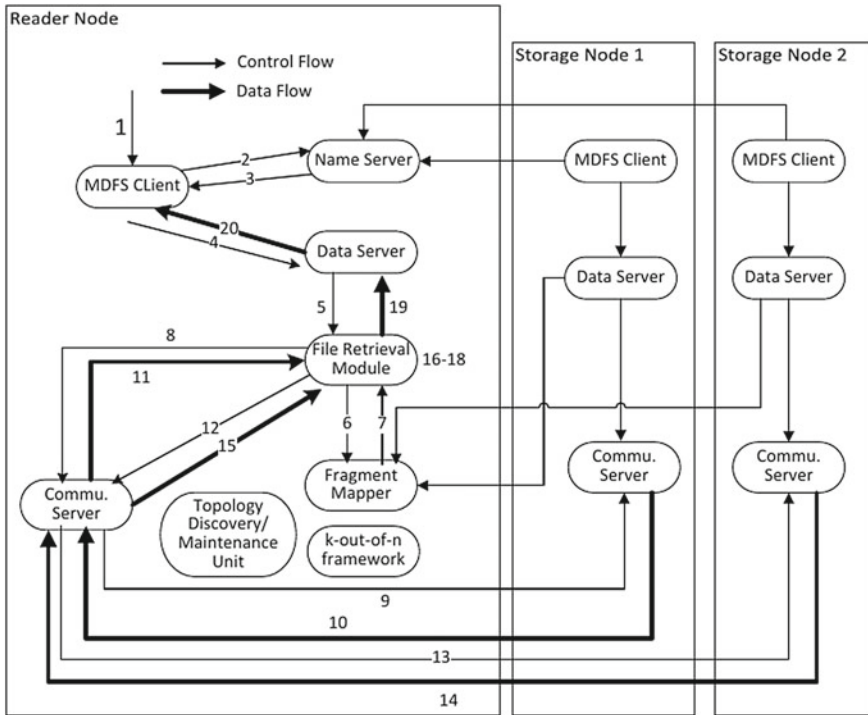 Reader Node
Storage Node 1
Storage Node 2
Control Flow
Data Flow
1
2
3
MDFS CLient
Name Server
MDFS Client
MDFS Client
20
4
Data Server
Data Server
Data Server
5
19
8
File Retrieval
Module
16-18
11
12
15
6
7
Commu.
Server
Fragment
Mapper
Commu.
Server
Commu.
Server
Topology
Discovery/
Maintenance
Unit
k-out-of-n
framework
9
10
13
14